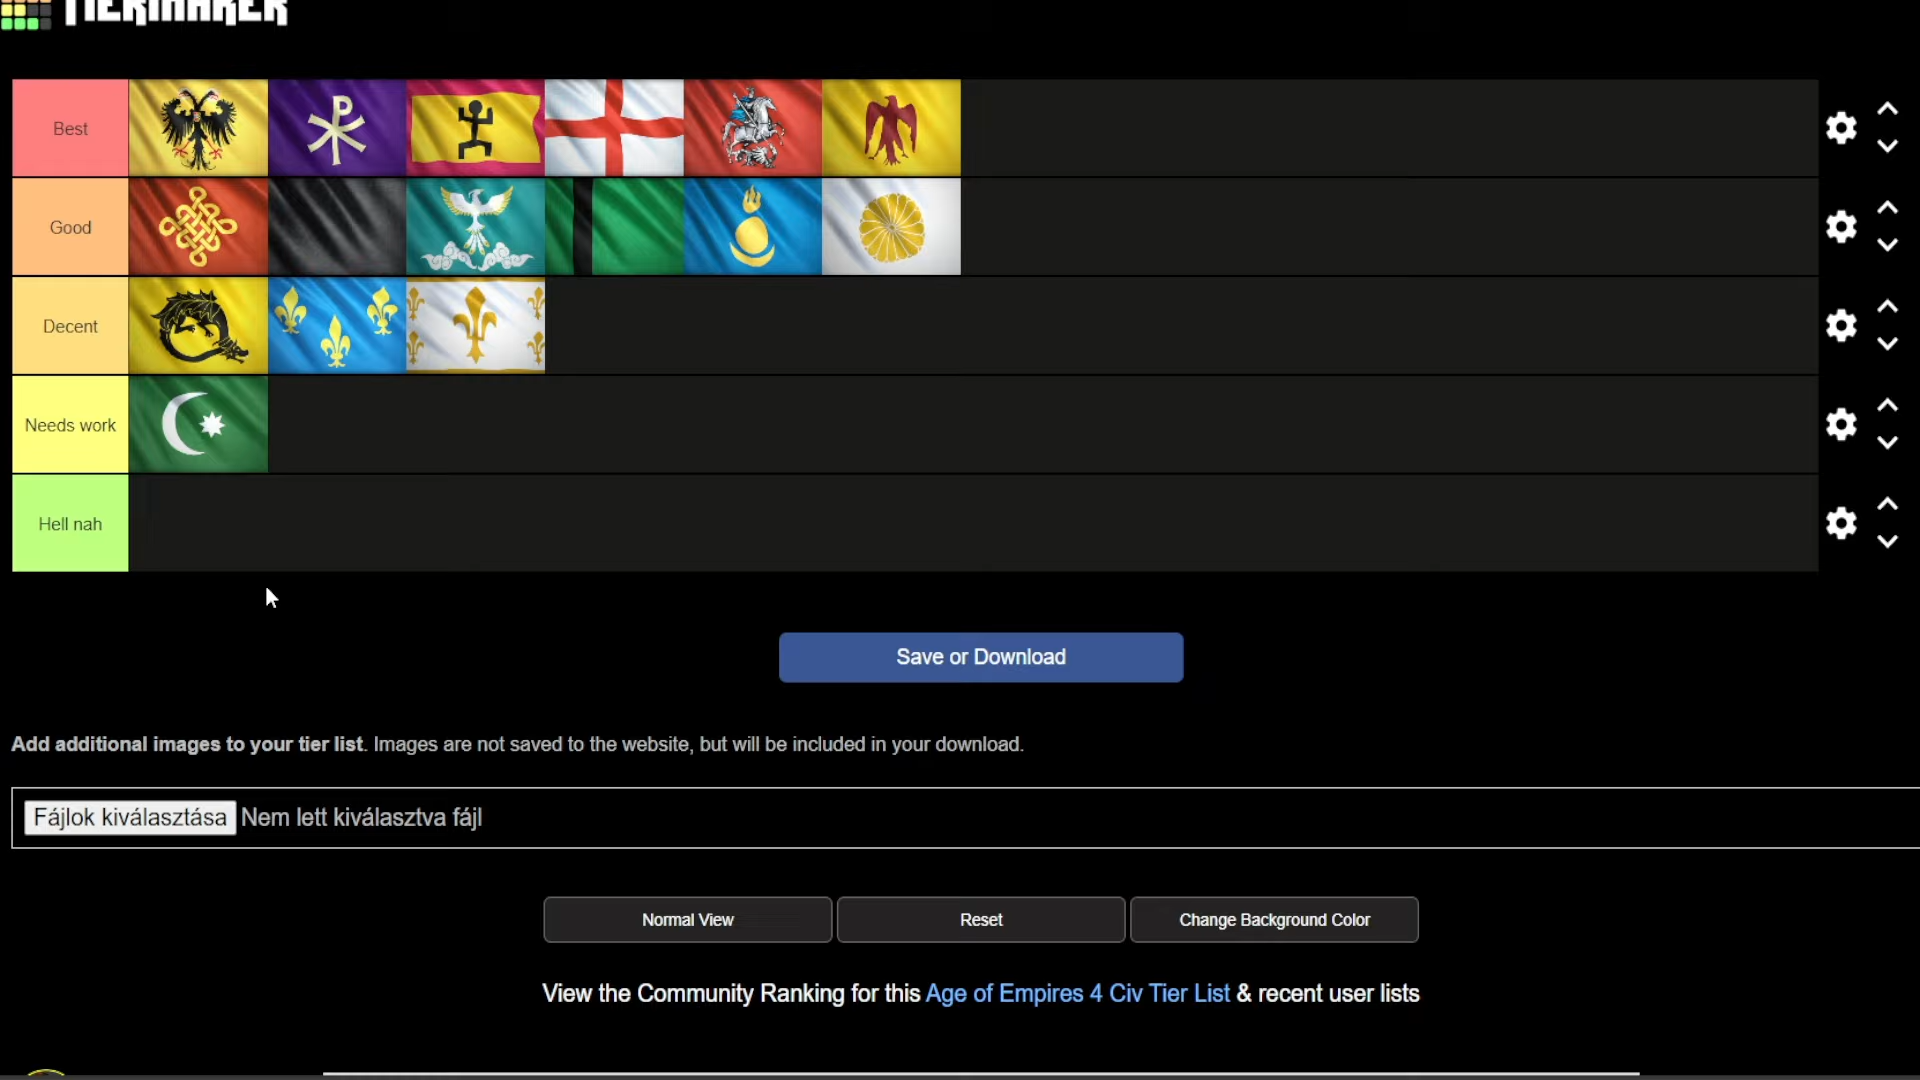 TIERMAKER
Best
Good
Decent
Needs work
Hell nah
Save or Download
Add additional images to your tier list. Images are not saved to the website, but will be included in your download.
Fájlok kiválasztása Nem lett kiválasztva fájl
Normal View
Reset
Change Background Color
View the Community Ranking for this Age of Empires 4 Civ Tier List & recent user lists